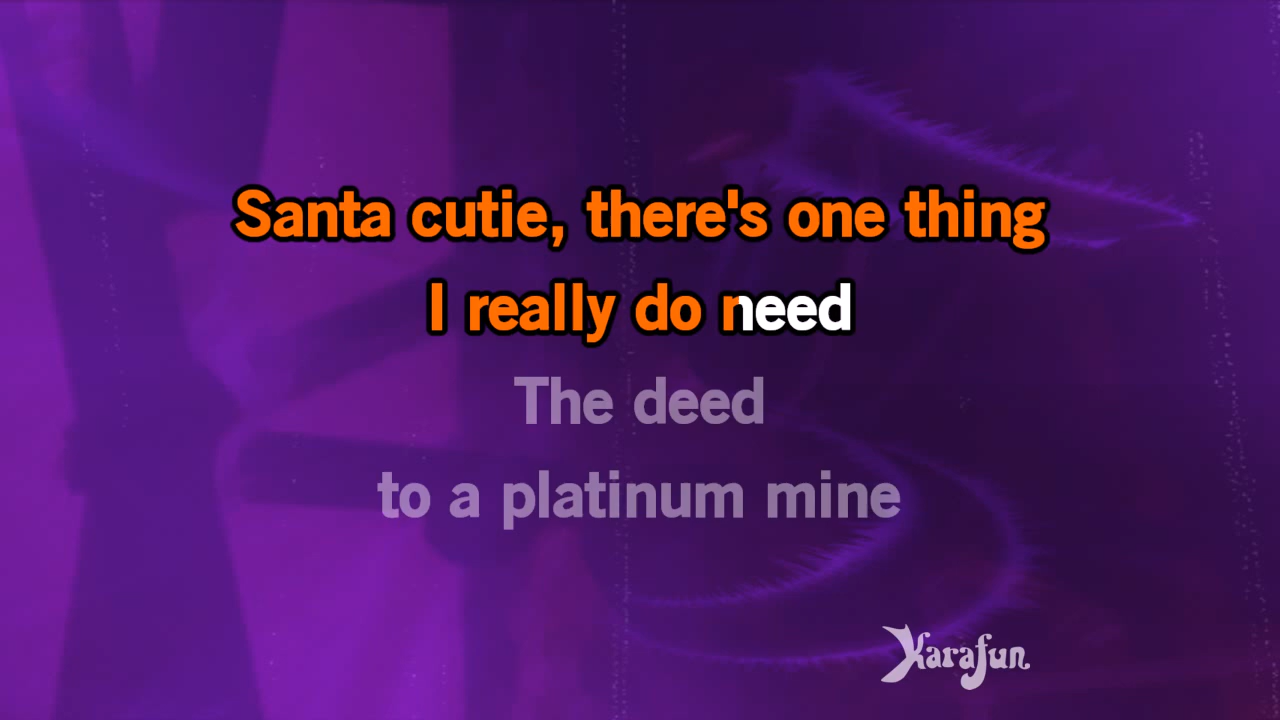 Santa cutie, there's one thing
I really do need
The deed
to a platinum mine
Karafun